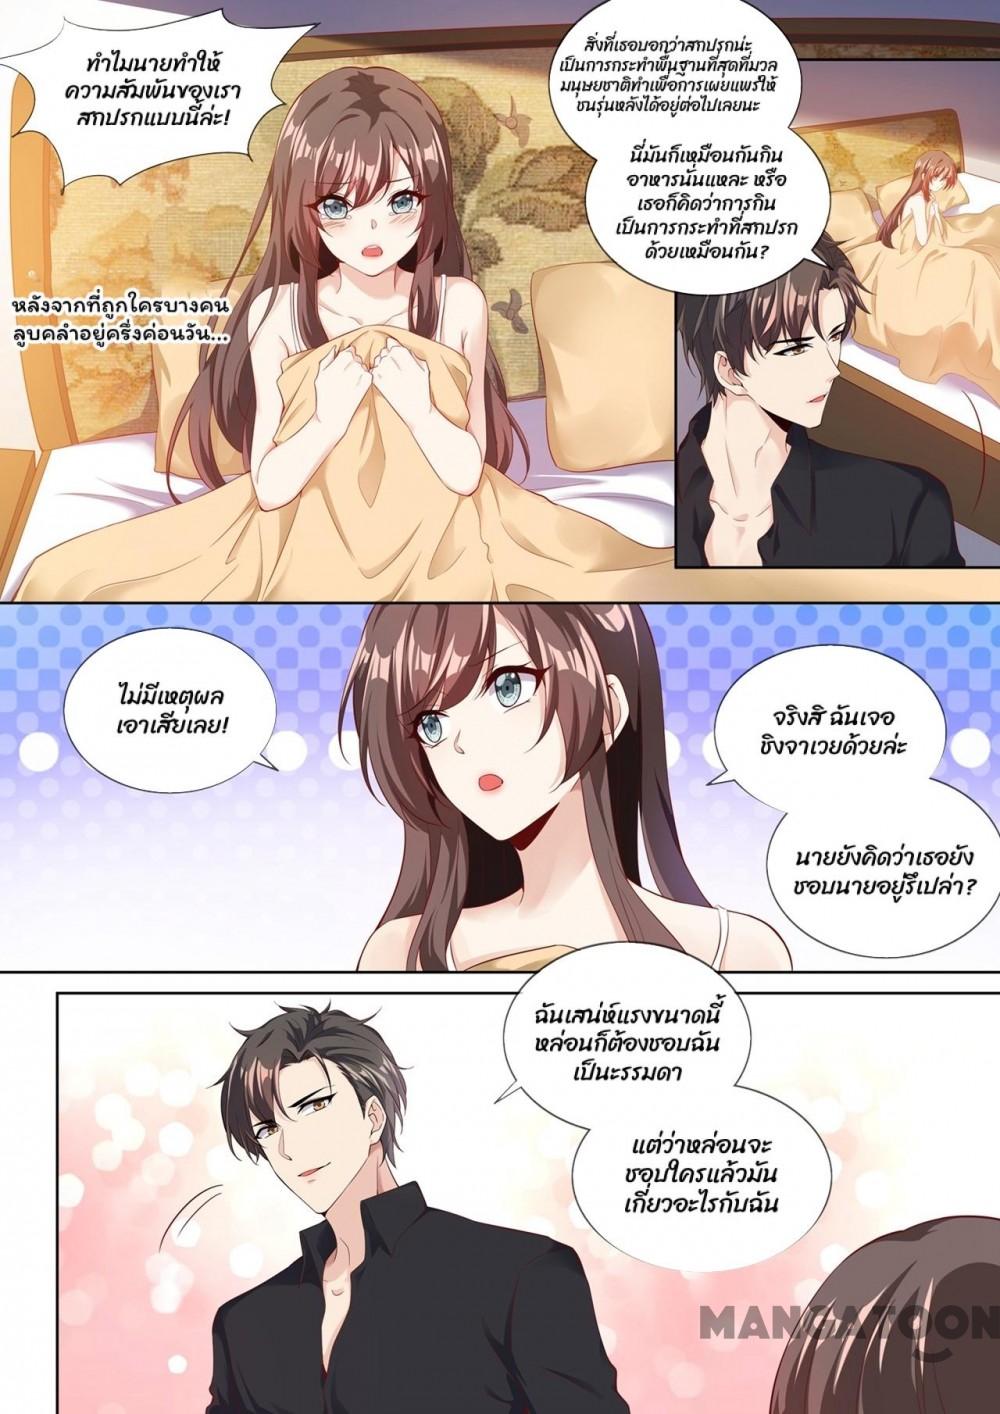 ทำไมนายทำให้
ความสัมพันของเรา
สกปรกแบบนี้ล่ะ!
หลังจากที่ถูกใครบางคน
ลูบคลำอยู่ครึ่งค่อนวัน...
สิ่งที่เธอบอกว่าสกปรกน่ะ
เป็นการกระทำพื้นฐานที่สุดที่มวล
มนุษยชาติทำเพื่อการเผยแพร่ให้
ชนรุ่นหลังได้อยู่ต่อไปเลยนะ
นี่มันก็เหมือนกันกิน
อาหารนั่นแหละ หรือ
เธอก็คิดว่าการกิน
เป็นการกระทำที่สกปรก
ด้วยเหมือนกัน?
ไม่มีเหตุผล
เอาเสียเลย!
จริงสิ ฉันเจอ
ชิงจาเวยด้วยล่ะ
นายยังคิดว่าเธอยัง
ชอบนายอยู่รึเปล่า?
ฉันเสน่ห์แรงขนาดนี้
หล่อนก็ต้องชอบฉัน
เป็นะรรมดา
แต่ว่าหล่อนจะ
ชอบใครแล้วมัน
เกี่ยวอะไรกับฉัน
MANGATOON